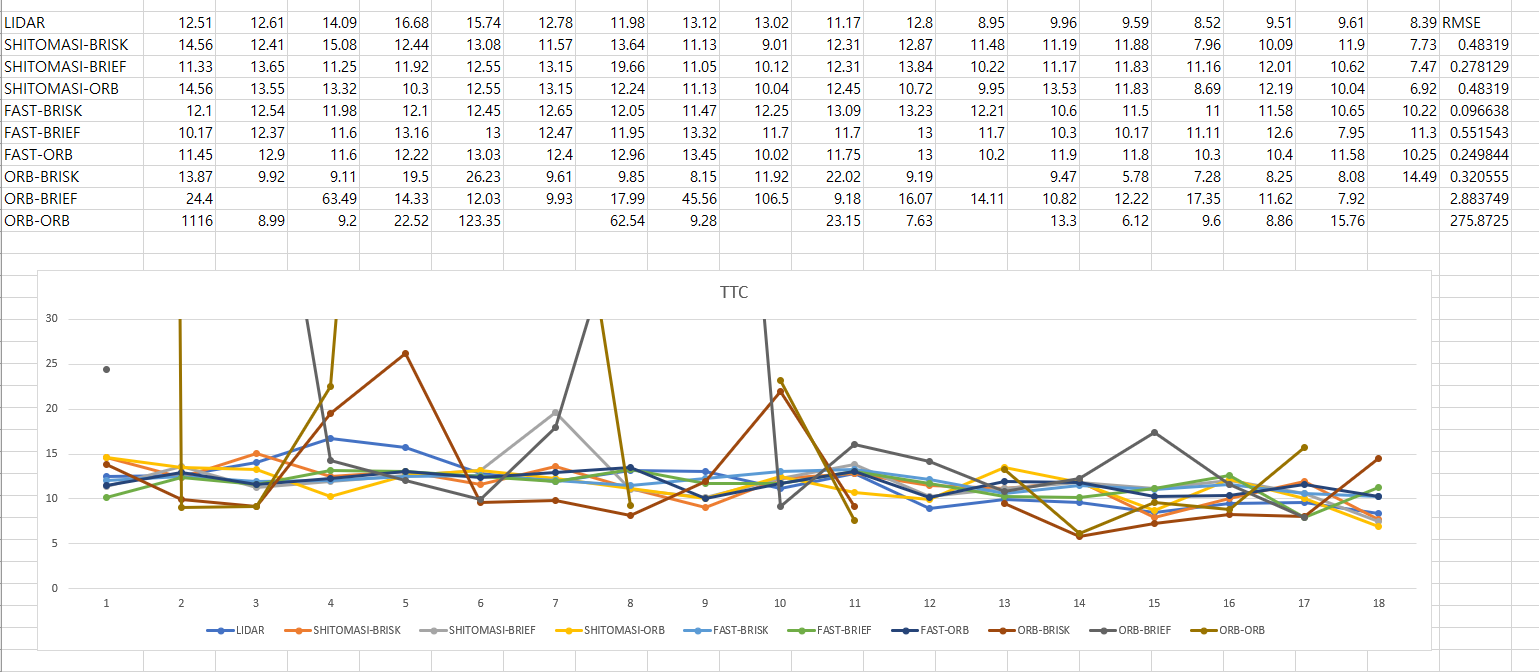 LIDAR 12.51 12.61 14.09 16.68 15.74 12.78 11.98 13.12 13.02 11.17 12.8 8.95 9.96 9.59 8.52 9.51 9.61 8.39 RMSE
SHITOMASI-BRISK 14.56 12.41 15.08 12.44 13.08 11.57 13.64 11.13 9.01 12.31 12.87 11.48 11.19 11.88 7.96 10.09 11.9 7.73 0.48319
SHITOMASI-BRIEF 11.33 13.65 11.25 11.92 12.55 13.15 19.66 11.05 10.12 12.31 13.84 10.22 11.17 11.83 11.16 12.01 10.62 7.47 0.278129
SHITOMASI-ORB 14.56 13.55 13.32 10.3 12.55 13.15 12.24 11.13 10.04 12.45 10.72 9.95 13.53 11.83 8.69 12.19 10.04 6.92 0.48319
FAST-BRISK 12.1 12.54 11.98 12.1 12.45 12.65 12.05 11.47 12.25 13.09 13.23 12.21 10.6 11.5 11 11.58 10.65 10.22 0.096638
FAST-BRIEF 10.17 12.37 11.6 13.16 13 12.47 11.95 13.32 11.7 11.7 13 11.7 10.3 10.17 11.11 12.6 7.95 11.3 0.551543
FAST-ORB 11.45 12.9 11.6 12.22 13.03 12.4 12.96 13.45 10.02 11.75 13 10.2 11.9 11.8 10.3 10.4 11.58 10.25 0.249844
ORB-BRISK 13.87 9.92 9.11 19.5 26.23 9.61 9.85 8.15 11.92 22.02 9.19 9.47 5.78 7.28 8.25 8.08 14.49 0.320555
ORB-BRIEF 24.4 63.49 14.33 12.03 9.93 17.99 45.56 106.5 9.18 16.07 14.11 10.82 12.22 17.35 11.62 7.92 2.883749
ORB-ORB 1116 8.99 9.2 22.52 123.35 62.54 9.28 23.15 7.63 13.3 6.12 9.6 8.86 15.76 275.8725
TTC
30
25
20
15
10
5
0
1 2 3 4 5 6 7 8 9 10 11 12 13 14 15 16 17 18
LIDAR SHITOMASI-BRISK SHITOMASI-BRIEF SHITOMASI-ORB FAST-BRISK FAST-BRIEF FAST-ORB ORB-BRISK ORB-BRIEF ORB-ORB